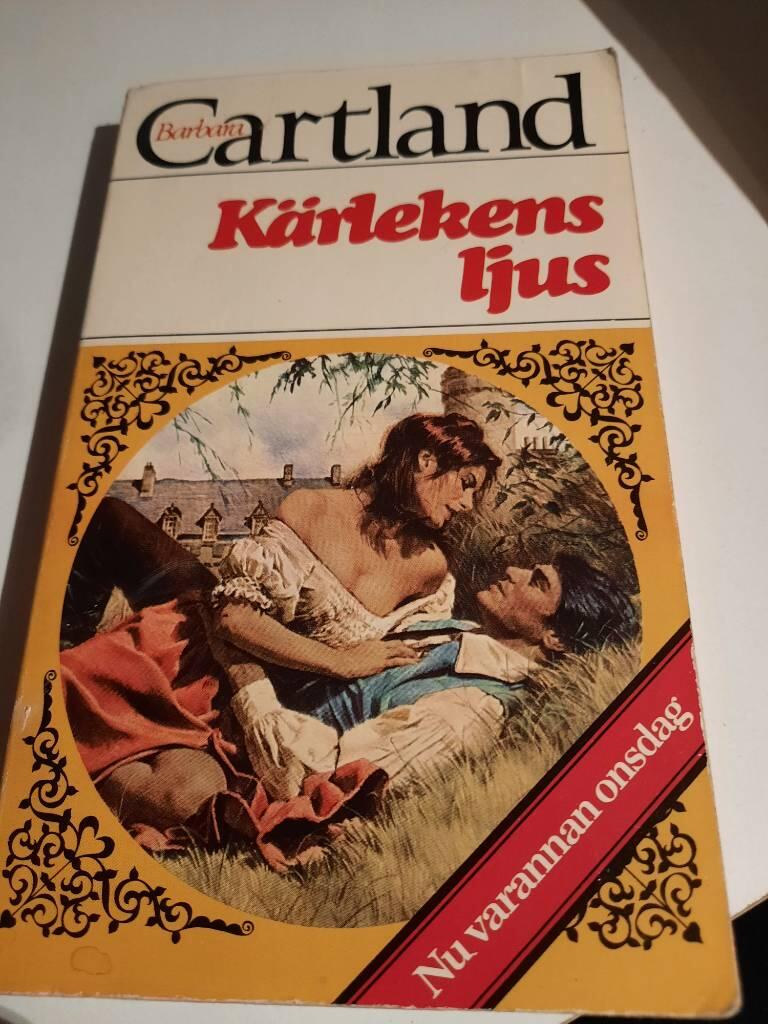 Barbara Cartland
Kärlekens
ljus
Nu varannan onsdag